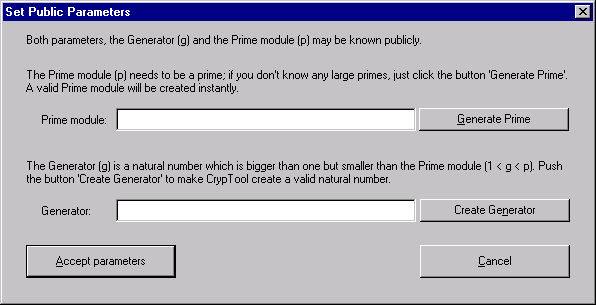 Set Public Parameters
Both parameters, the Generator (g) and the Prime module (p) may be known publicly.
The Prime module (p) needs to be a prime; if you don't know any large primes, just click the button 'Generate Prime'.
A valid Prime module will be created instantly.
Prime module: Generate Prime
The Generator (g) is a natural number which is bigger than one but smaller than the Prime module (1 < g < p). Push
the button 'Create Generator' to make CrypTool create a valid natural number.
Generator: Create Generator
Accept parameters Cancel